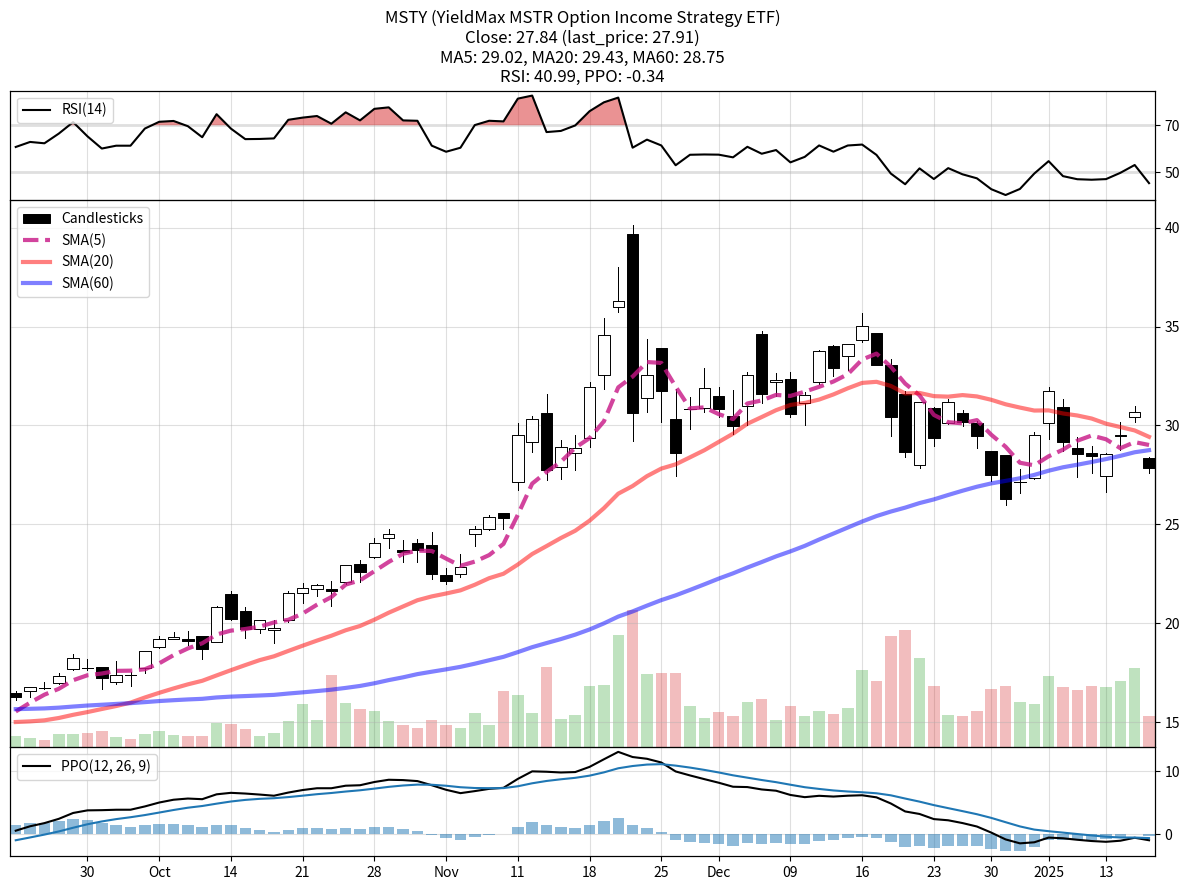 MSTY (YieldMax MSTR Option Income Strategy ETF)
Close: 27.84 (last_price: 27.91)
MA5: 29.02, MA20: 29.43, MA60: 28.75
RSI: 40.99, PPO: -0.34
RSI(14)
70
50
Candlesticks
SMA(5)
SMA(20)
SMA(60)
40
35
30
25
20
15
PPO(12, 26, 9)
10
0
30 Oct 14 21 28 Nov 11 18 25 Dec 09 16 23 30 2025 13